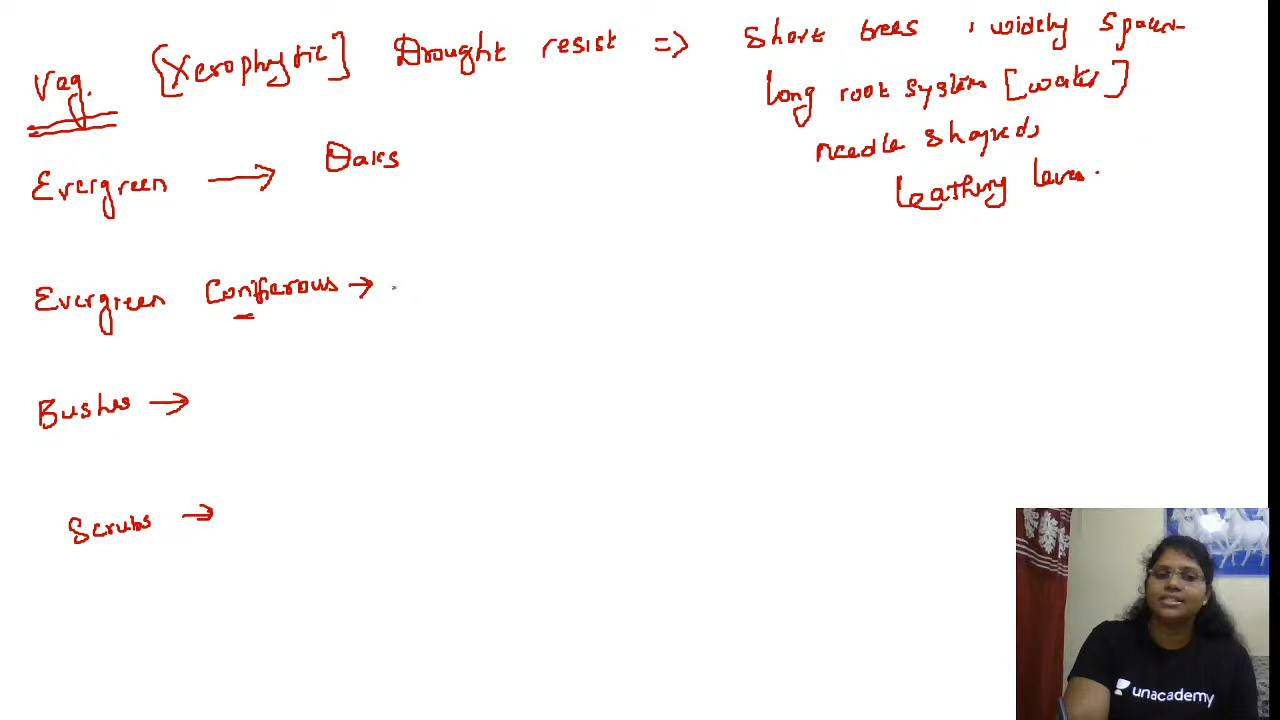 Veg. [Xerophytic] Drought resist => Short trees, widely spaced
long root system [water]
needle shaped,
leathery leaves.
Evergreen → Oaks
Evergreen Coniferous →
Bushes →
Scrubs →
unacademy